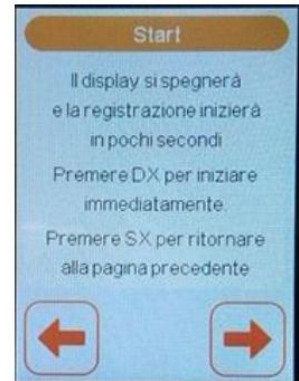 Start
Il display si spegnerà
e la registrazione inizierà
in pochi secondi
Premere DX per iniziare
immediatamente.
Premere SX per ritornare
alla pagina precedente